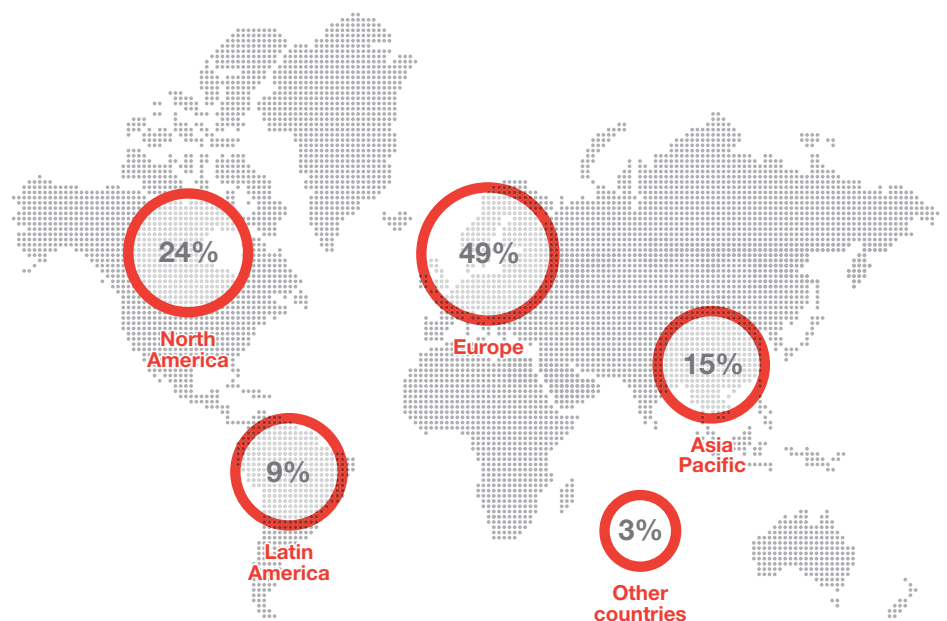 24%
North
America
49%
Europe
15%
Asia
Pacific
9%
Latin
America
3%
Other
countries